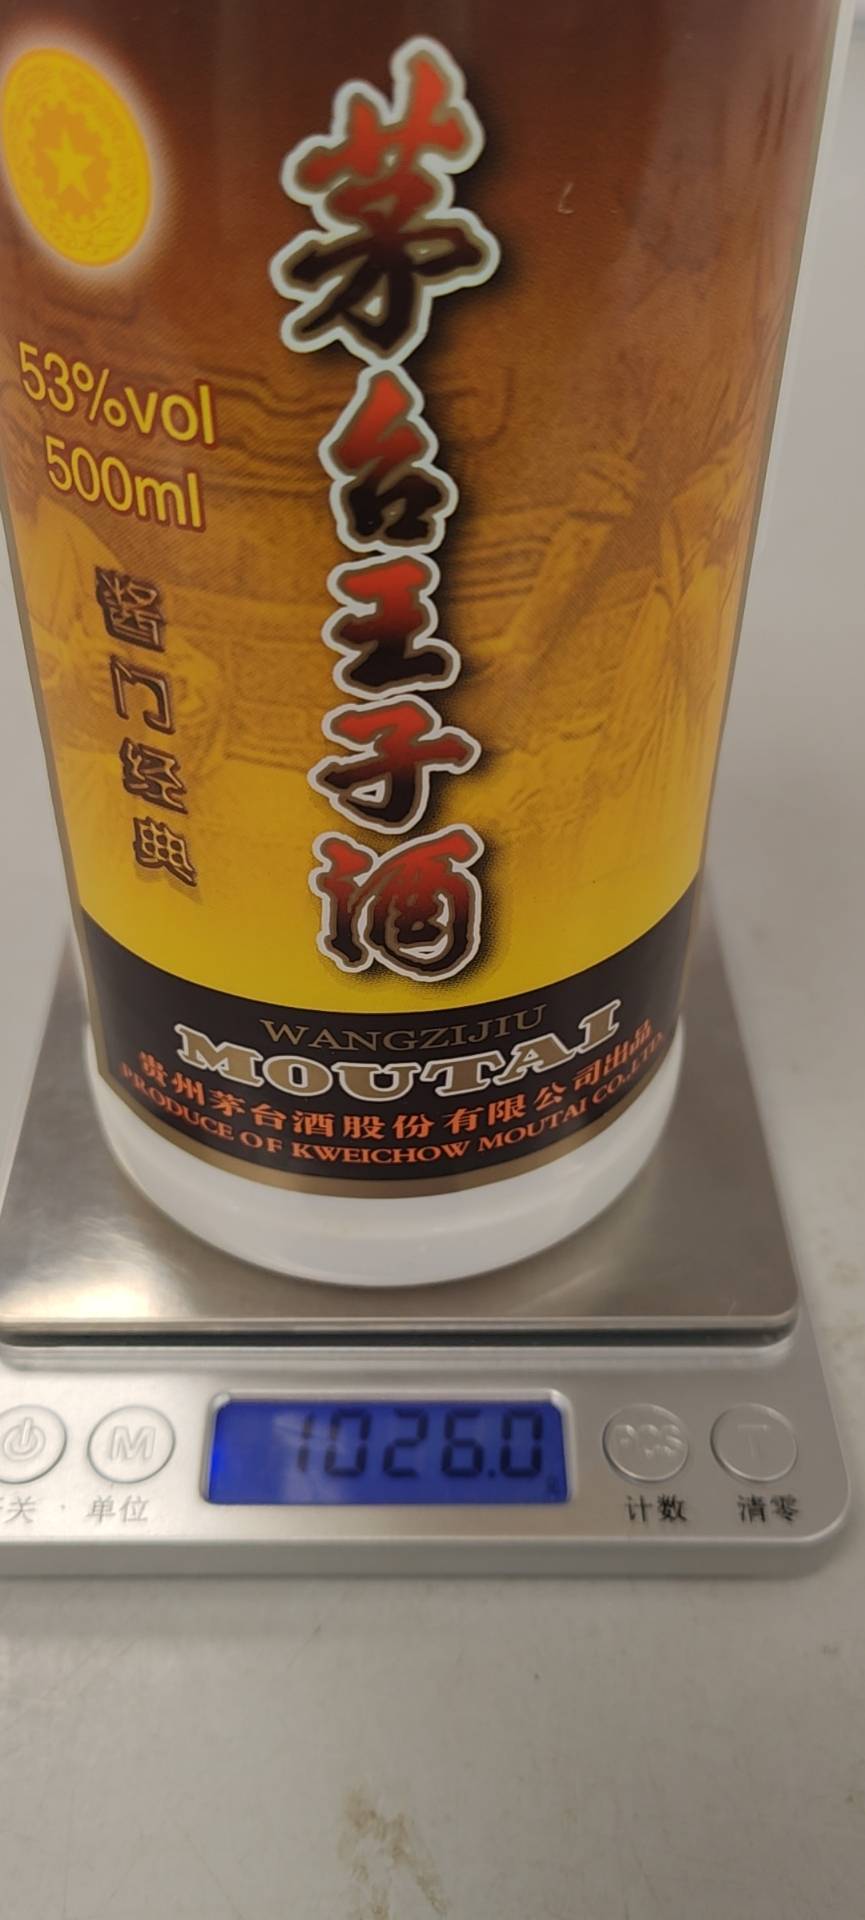 茅台王子酒
53%vol
500ml
酱门经典
WANGZIJIU
MOUTAI
贵州茅台酒股份有限公司出品
PRODUCE OF KWEICHOW MOUTAI CO.,LTD.
1026.0
M
PCS
T
关
单位
计数
清零